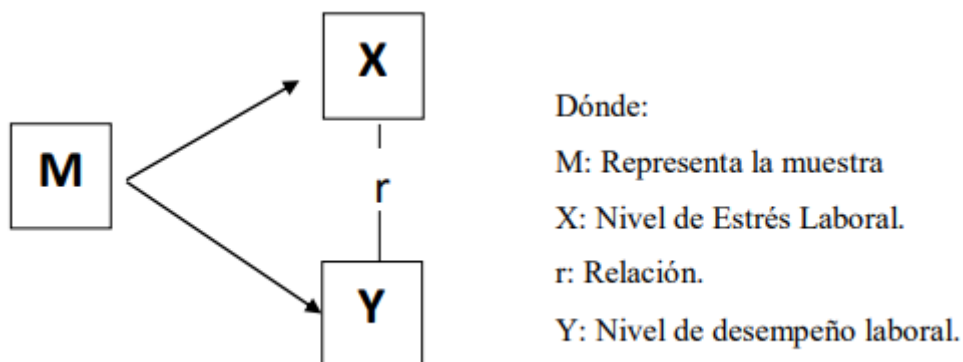 X
M
r
Y
Dónde:
M: Representa la muestra
X: Nivel de Estrés Laboral.
r: Relación.
Y: Nivel de desempeño laboral.